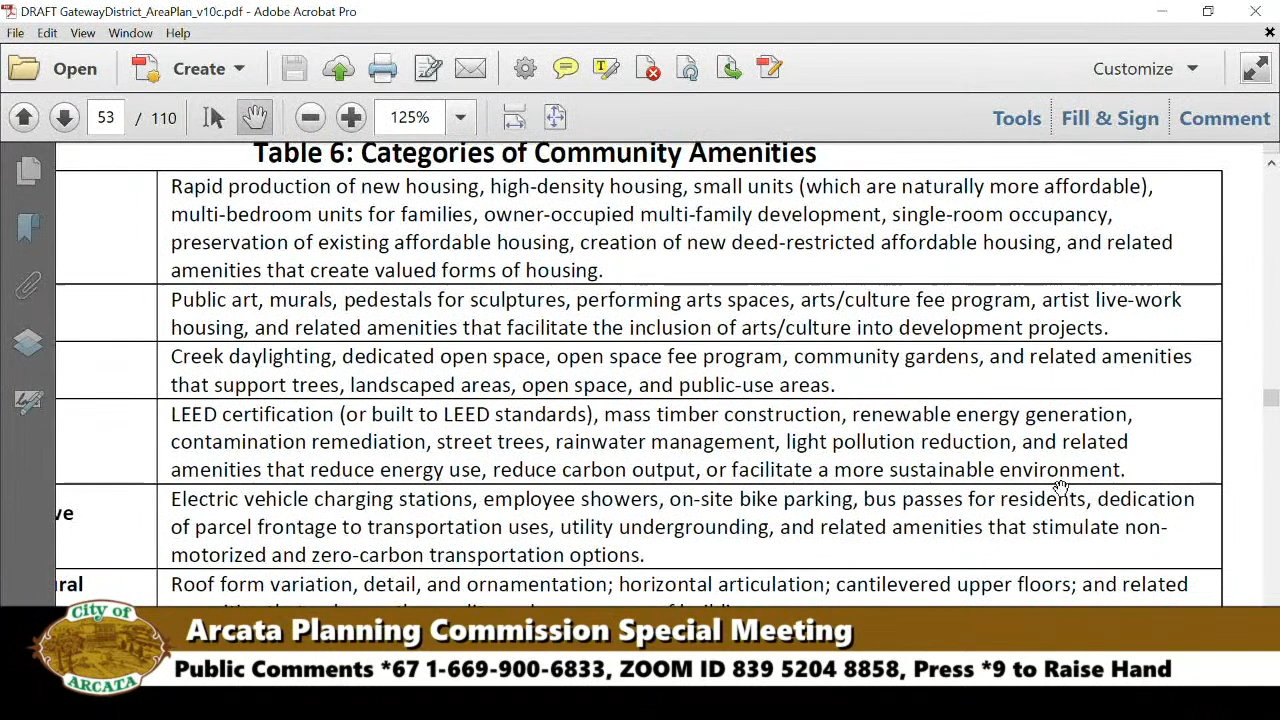 DRAFT GatewayDistrict_AreaPlan_v10c.pdf - Adobe Acrobat Pro
File Edit View Window Help
Open Create Customize
53 / 110 125% Tools Fill & Sign Comment
Table 6: Categories of Community Amenities
Rapid production of new housing, high-density housing, small units (which are naturally more affordable),
multi-bedroom units for families, owner-occupied multi-family development, single-room occupancy,
preservation of existing affordable housing, creation of new deed-restricted affordable housing, and related
amenities that create valued forms of housing.
Public art, murals, pedestals for sculptures, performing arts spaces, arts/culture fee program, artist live-work
housing, and related amenities that facilitate the inclusion of arts/culture into development projects.
Creek daylighting, dedicated open space, open space fee program, community gardens, and related amenities
that support trees, landscaped areas, open space, and public-use areas.
LEED certification (or built to LEED standards), mass timber construction, renewable energy generation,
contamination remediation, street trees, rainwater management, light pollution reduction, and related
amenities that reduce energy use, reduce carbon output, or facilitate a more sustainable environment.
Electric vehicle charging stations, employee showers, on-site bike parking, bus passes for residents, dedication
ve of parcel frontage to transportation uses, utility undergrounding, and related amenities that stimulate non-
motorized and zero-carbon transportation options.
ural Roof form variation, detail, and ornamentation; horizontal articulation; cantilevered upper floors; and related
City of
ARCATA
Arcata Planning Commission Special Meeting
Public Comments *67 1-669-900-6833, ZOOM ID 839 5204 8858, Press *9 to Raise Hand